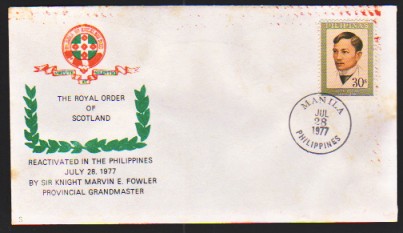 THE ROYAL ORDER
OF
SCOTLAND
REACTIVATED IN THE PHILIPPINES
JULY 28, 1977
BY SIR KNIGHT MARVIN E. FOWLER
PROVINCIAL GRANDMASTER
PILIPINAS
30s
MANILA
JUL
28
1977
PHILIPPINES